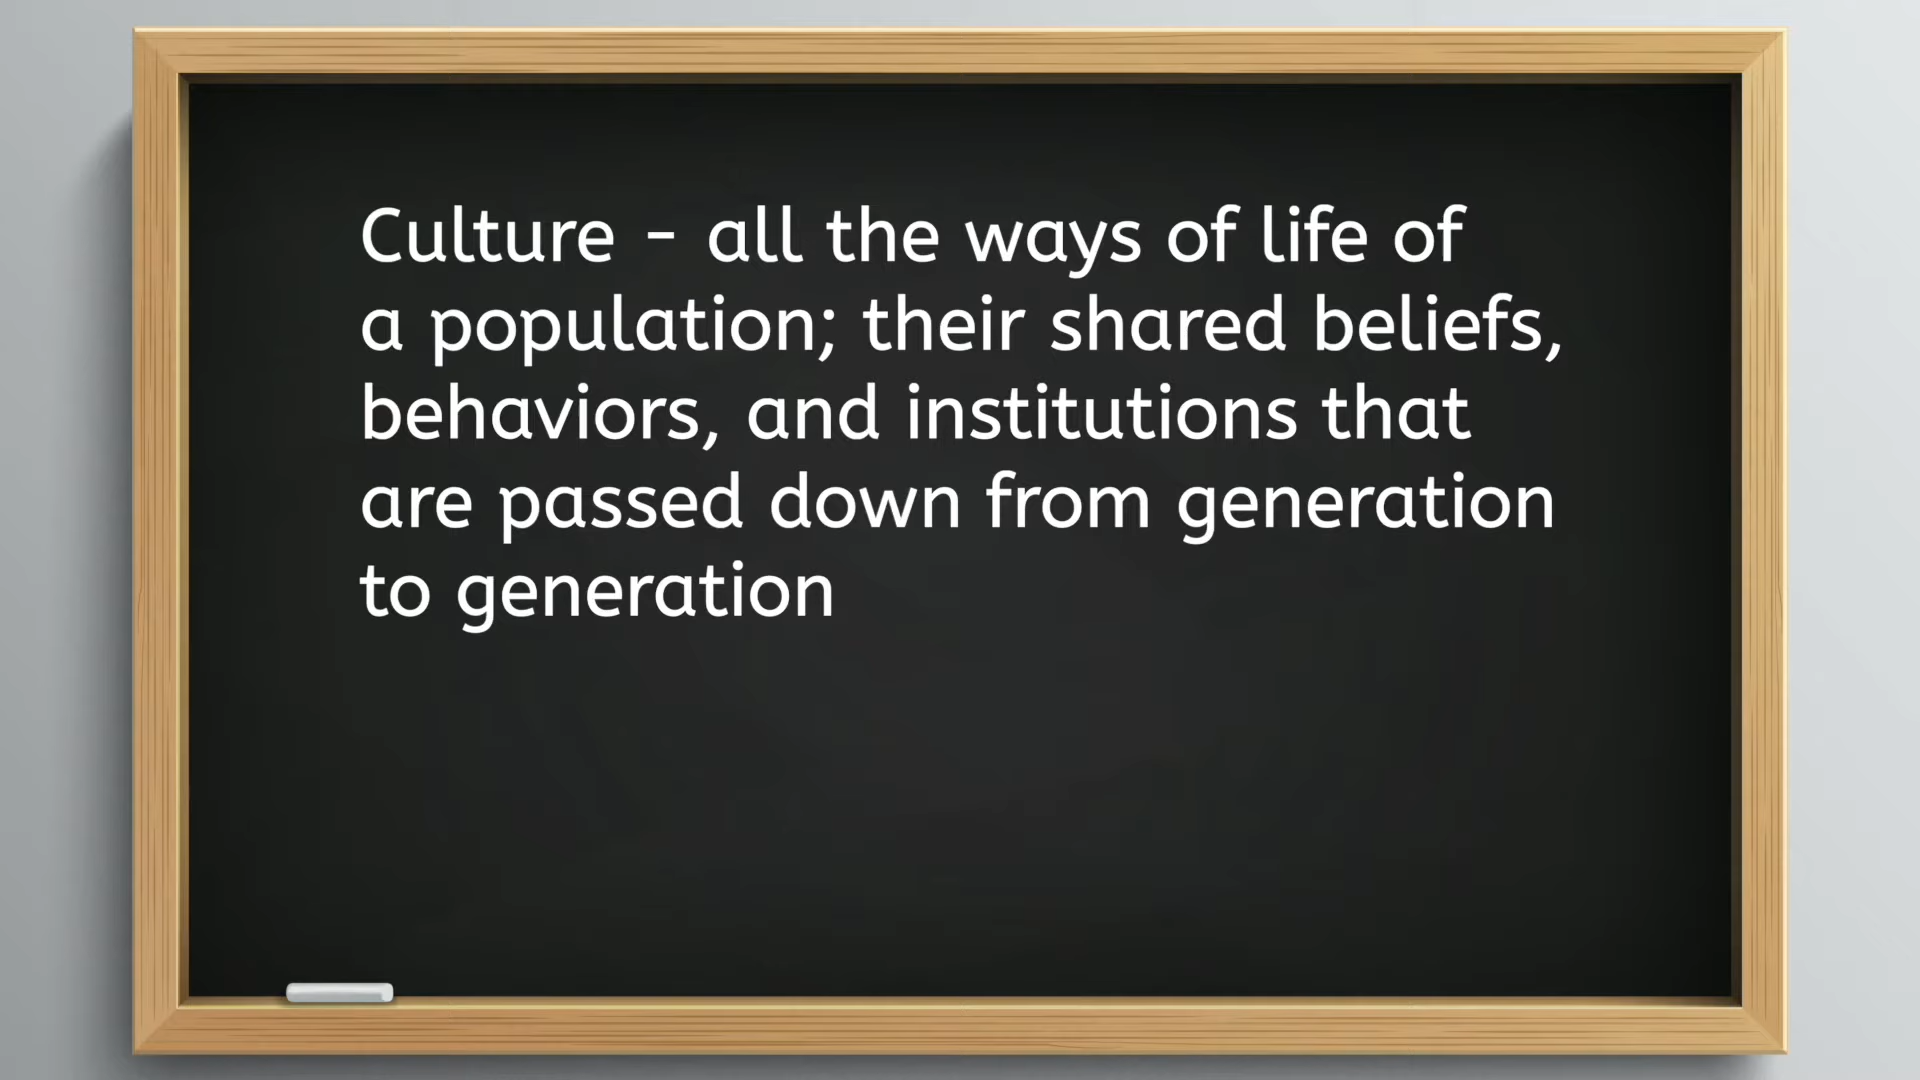 Culture - all the ways of life of
a population; their shared beliefs,
behaviors, and institutions that
are passed down from generation
to generation